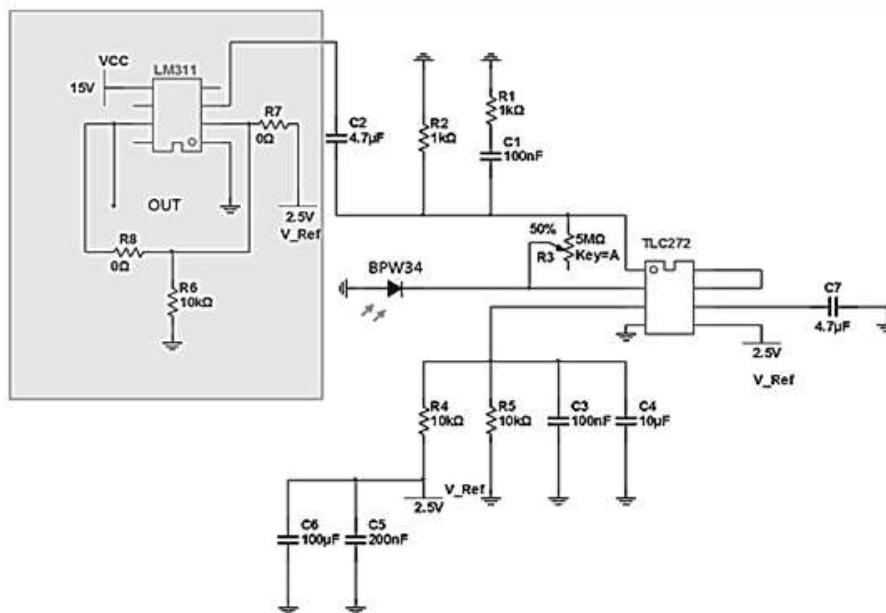 VCC
15V
LM311
R7
0Ω
2.5V
V_Ref
OUT
R8
0Ω
R6
10kΩ
C2
4.7µF
R2
1kΩ
R1
1kΩ
C1
100nF
50%
R3
5MΩ
Key=A
TLC272
BPW34
C7
4.7µF
2.5V
V_Ref
R4
10kΩ
R5
10kΩ
C3
100nF
C4
10µF
V_Ref
2.5V
C6
100µF
C5
200nF